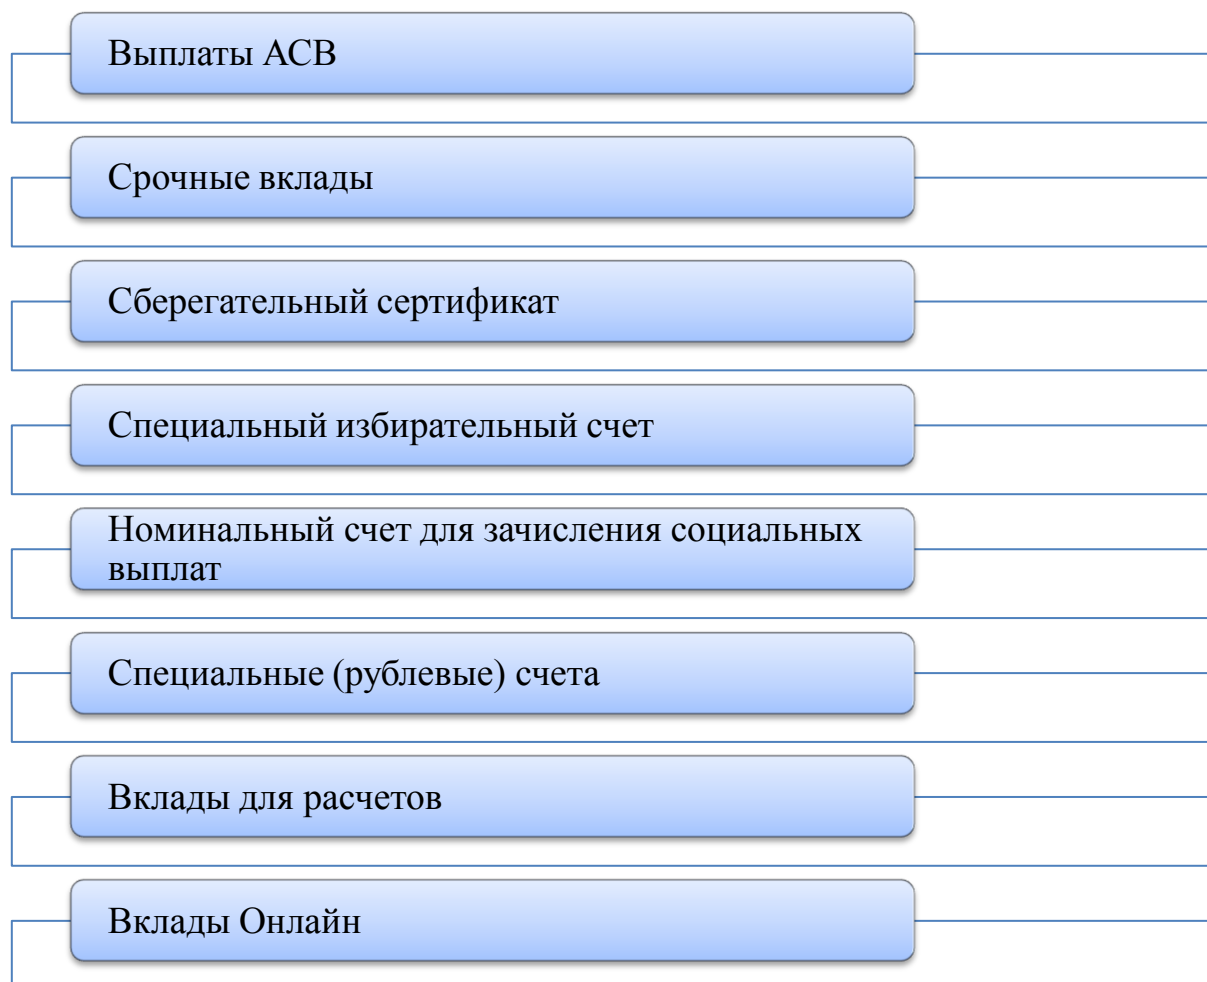 Выплаты АСВ
Срочные вклады
Сберегательный сертификат
Специальный избирательный счет
Номинальный счет для зачисления социальных
выплат
Специальные (рублевые) счета
Вклады для расчетов
Вклады Онлайн